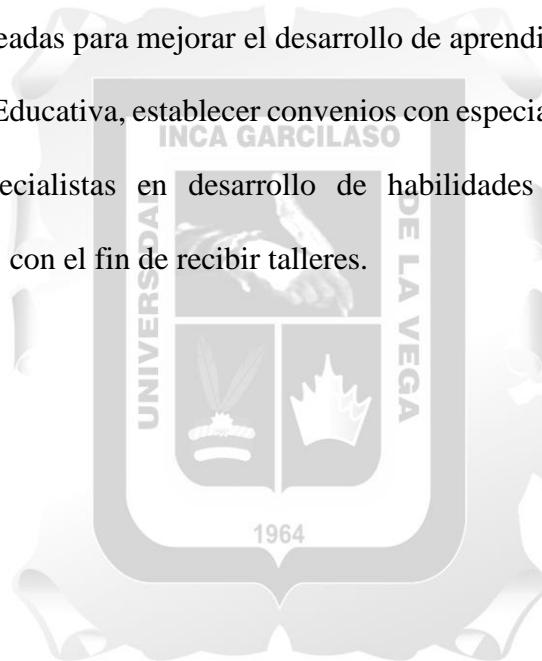 eadas para mejorar el desarrollo de aprendi
Educativa, establecer convenios con especia
INCA GARCILASO
pecialistas en desarrollo de habilidades
con el fin de recibir talleres.
UNIVERSIDAD
DE LA VEGA
1964